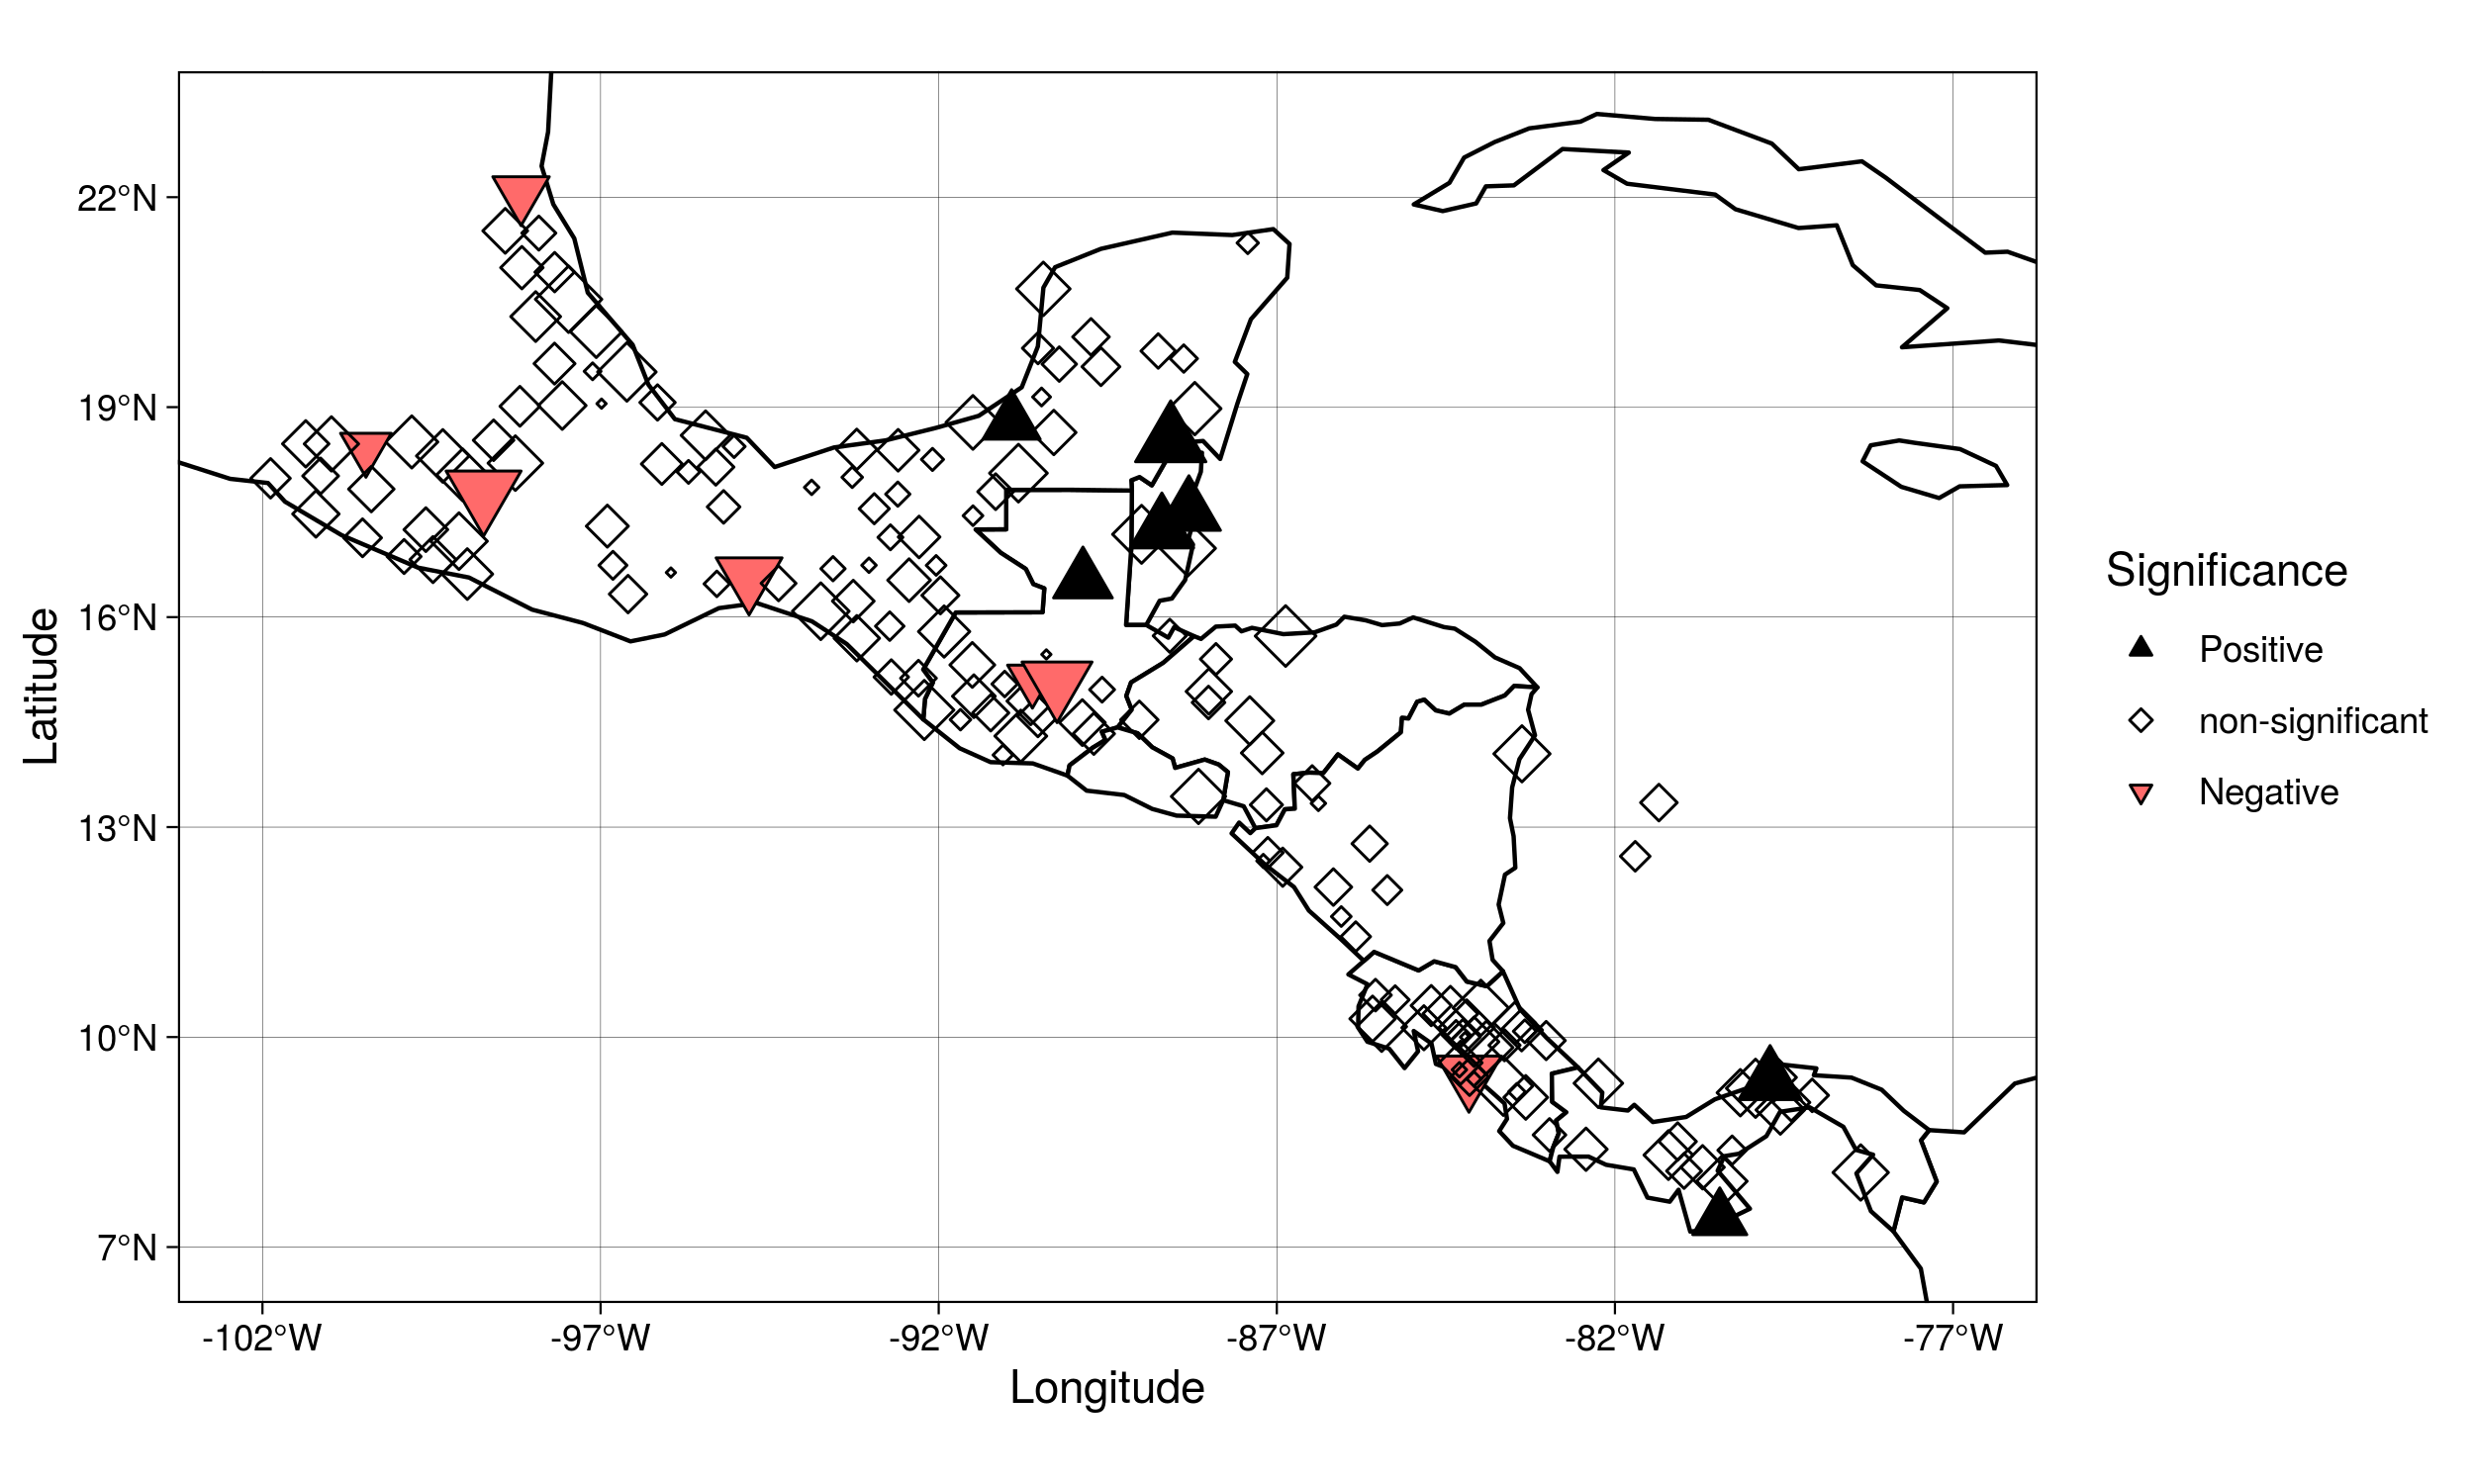 22°N
19°N
16°N
13°N
10°N
7°N
Latitude
-102°W
-97°W
-92°W
-87°W
-82°W
-77°W
Longitude
Significance
Positive
non-significant
Negative